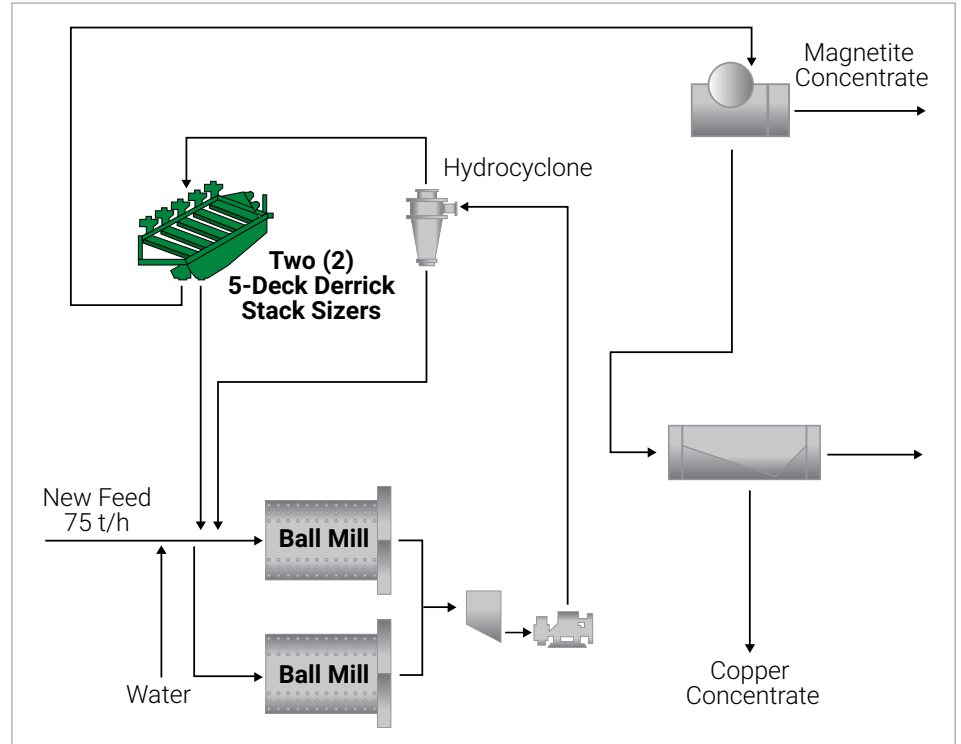 Magnetite
Concentrate
Hydrocyclone
Two (2)
5-Deck Derrick
Stack Sizers
New Feed
75 t/h
Ball Mill
Ball Mill
Water
Copper
Concentrate